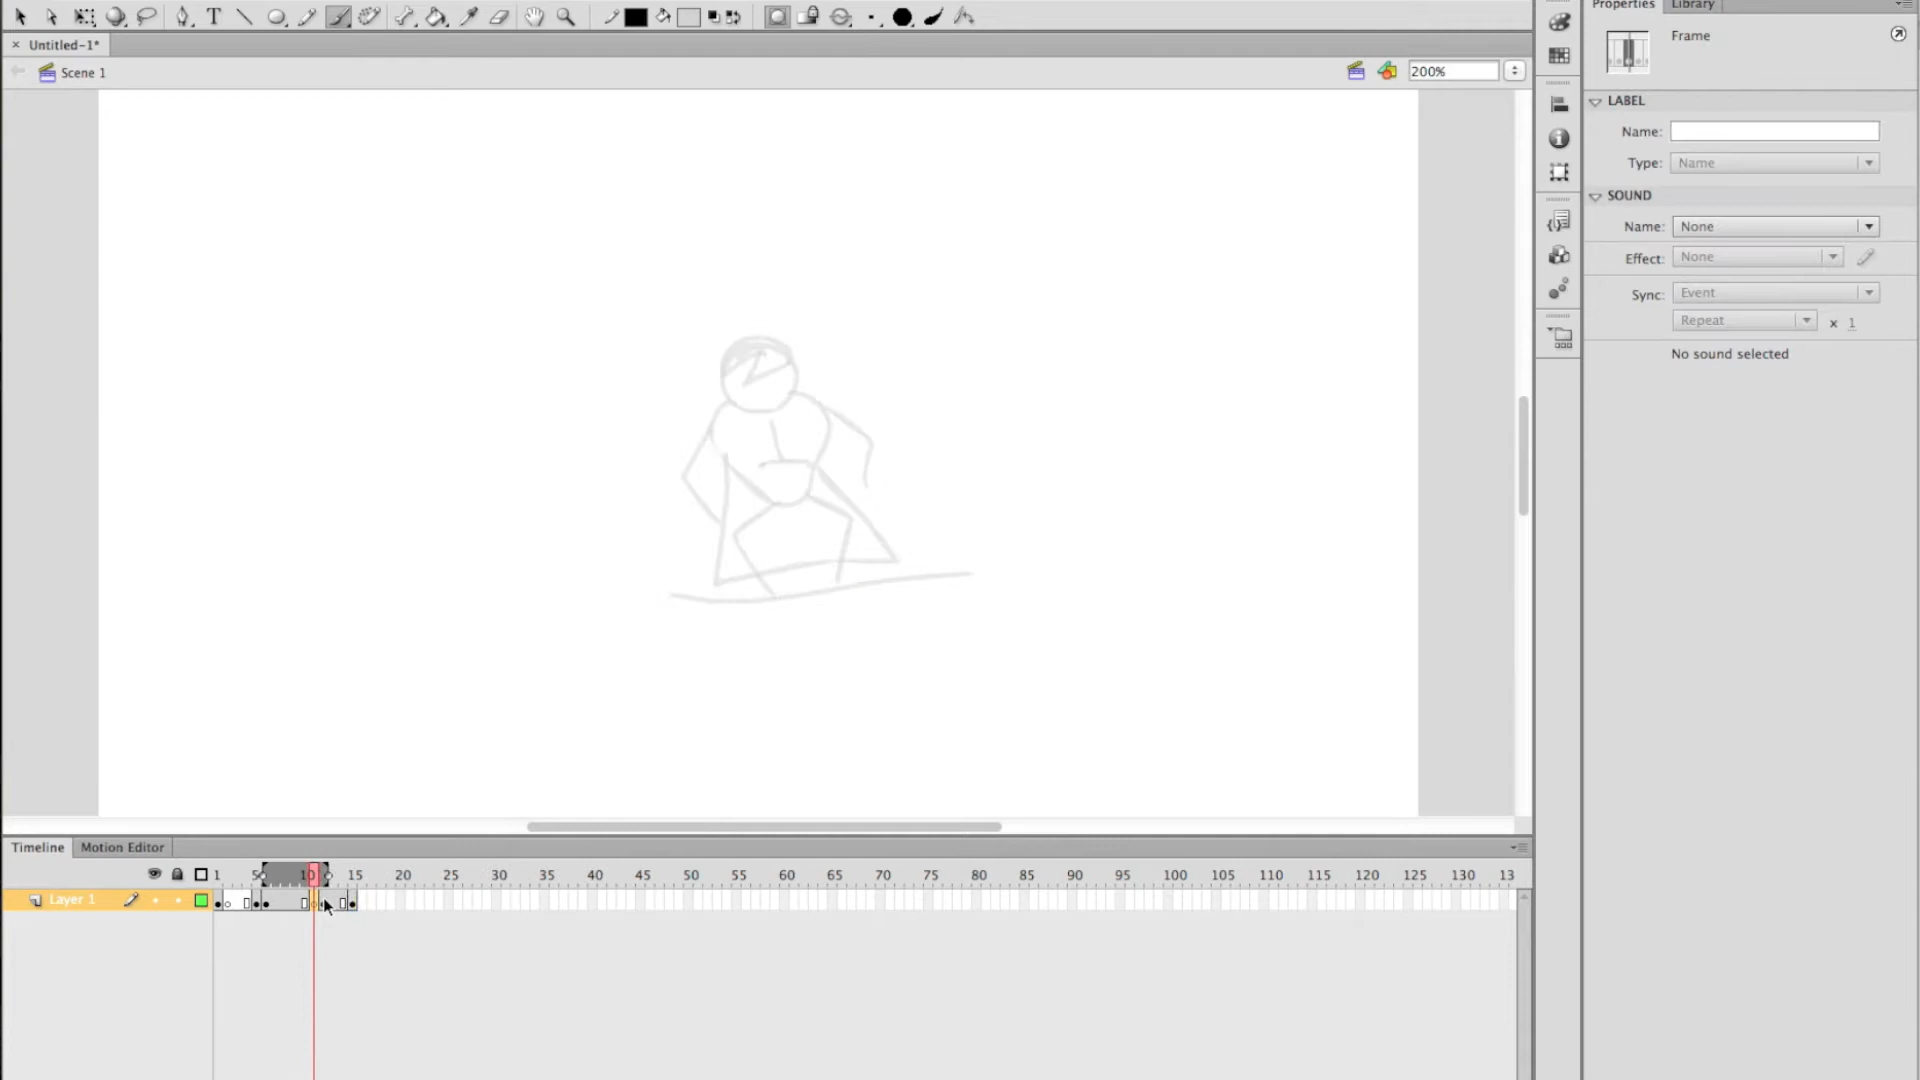 Properties Library
Untitled-1*
Frame
Scene 1
200%
LABEL
Name:
Type: Name
SOUND
Name: None
Effect: None
Sync: Event
Repeat x 1
No sound selected
Timeline Motion Editor
1 5 10 15 20 25 30 35 40 45 50 55 60 65 70 75 80 85 90 95 100 105 110 115 120 125 130 13
Layer 1